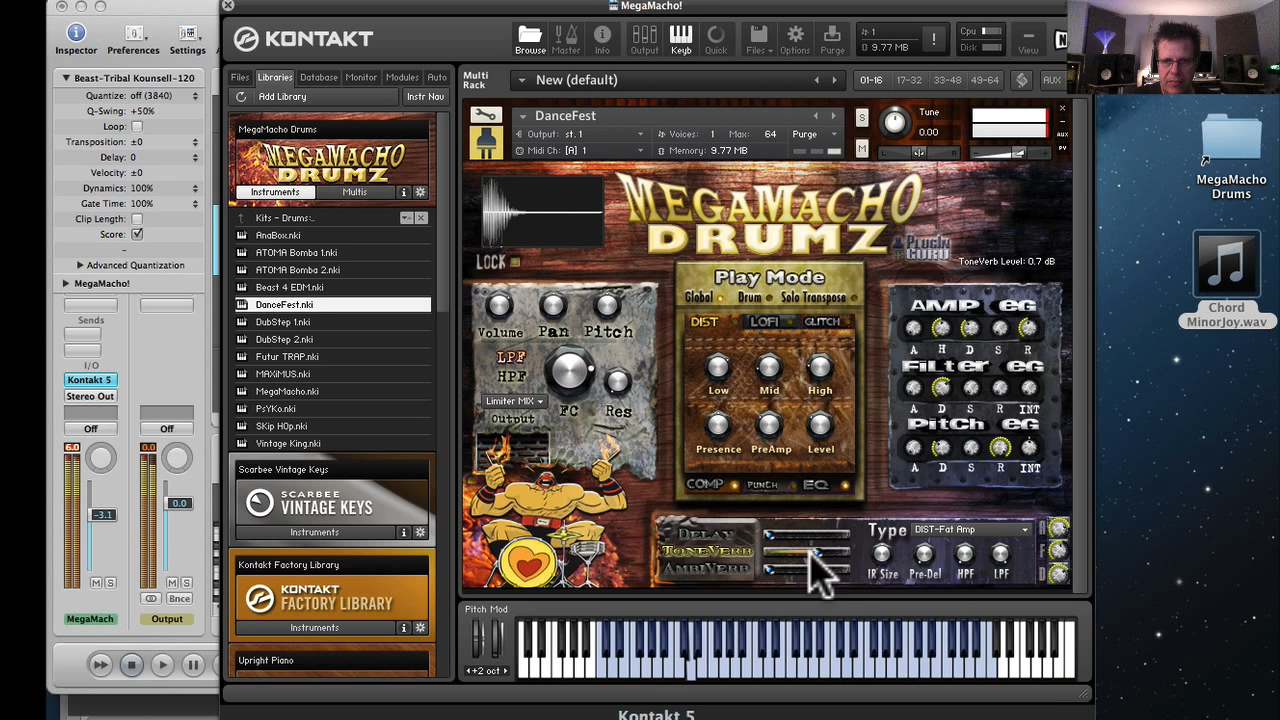 MegaMacho!
Inspector
Preferences
Settings
KONTAKT
Browse
Master
Info
Output
Keyb
Quick
Files
Options
Purge
1
9.77 MB
!
Cpu
Disk
View
Beast-Tribal Kounsell-120
Quantize: off (3840)
Q-Swing: +50%
Loop:
Transposition: ±0
Delay: 0
Velocity: ±0
Dynamics: 100%
Gate Time: 100%
Clip Length:
Score:
Advanced Quantization
MegaMacho!
Sends
I/O
Kontakt 5
Stereo Out
Off
Off
6.0
0.0
-3.1
0.0
M S
M S
Bnce
MegaMach
Output
Files
Libraries
Database
Monitor
Modules
Auto
Add Library
Instr Nav
MegaMacho Drums
MEGAMACHO
DRUMZ
Instruments
Multis
Kits - Drums:.
AnaBox.nki
ATOMA Bomba 1.nki
ATOMA Bomba 2.nki
Beast 4 EDM.nki
DanceFest.nki
DubStep 1.nki
DubStep 2.nki
Futur TRAP.nki
MAXiMUS.nki
MegaMacho.nki
PsYKo.nki
SKip H0p.nki
Vintage King.nki
Scarbee Vintage Keys
SCARBEE
VINTAGE KEYS
Instruments
Kontakt Factory Library
KONTAKT
FACTORY LIBRARY
Instruments
Upright Piano
Multi
Rack
New (default)
01-16
17-32
33-48
49-64
AUX
DanceFest
Output: st.1
Voices: 1 Max: 64
Purge
Midi Ch: [A] 1
Memory: 9.77 MB
S
M
Tune
0.00
AUX
PV
MEGAMACHO
DRUMZ
PLUGIN
GURU
LOCK
ToneVerb Level: 0.7 dB
Volume
Pan
Pitch
LPF
HPF
FC
Res
Limiter MIX
Output
Play Mode
Global
Drum
Solo Transpose
DIST
LOFI
GLITCH
Low
Mid
High
Presence
PreAmp
Level
COMP
PUNCH
EQ
AMP EG
A H D S R
FiLTER EG
A D S R INT
PitCh EG
A D S R INT
DELAY
TONEVERB
AMBIVERB
Type
DIST-Fat Amp
IR Size
Pre-Del
HPF
LPF
A
F
D
Pitch Mod
+2 oct
Kontakt 5
MegaMacho
Drums
Chord
MinorJoy.wav